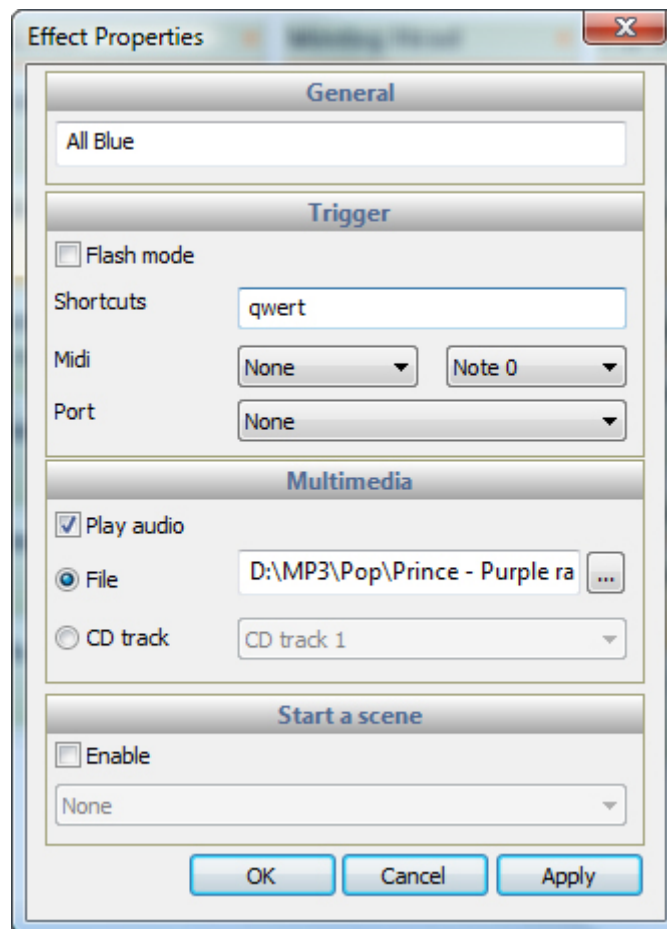 Effect Properties
General
All Blue
Trigger
Flash mode
Shortcuts qwert
Midi None Note 0
Port None
Multimedia
Play audio
File D:\MP3\Pop\Prince - Purple ra ...
CD track CD track 1
Start a scene
Enable
None
OK Cancel Apply